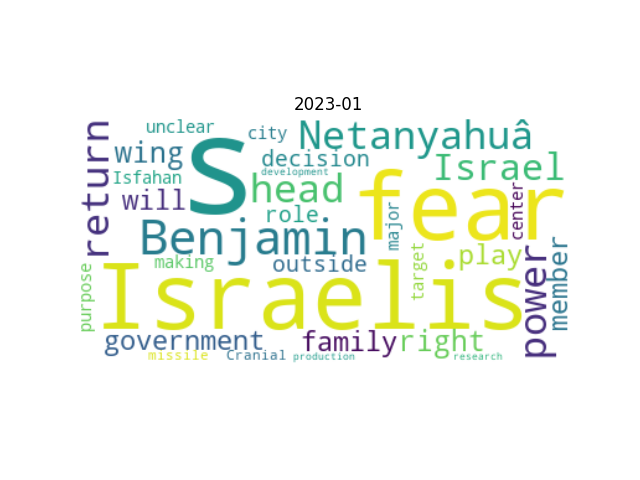 2023-01
unclear
city
Netanyahuâ
return
wing
S
decision
Israel
Isfahan
development
head
fear
will
role
center
Benjamin
major
outside
play
power
member
making
target
purpose
Israelis
government
family
right
missile
Cranial
production
research